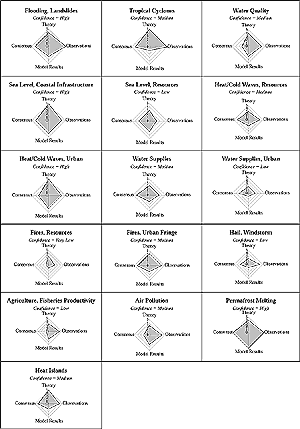 Flooding, Landslides
Confidence = High
Theory
Consensus
Observations
Model Results
Tropical Cyclones
Confidence = Medium
Theory
Consensus
Observations
Model Results
Water Quality
Confidence = Medium
Theory
Consensus
Observations
Model Results
Sea Level, Coastal Infrastructure
Confidence = High
Theory
Consensus
Observations
Model Results
Sea Level, Resources
Confidence = Low
Theory
Consensus
Observations
Model Results
Heat/Cold Waves, Resources
Confidence = Medium
Theory
Consensus
Observations
Model Results
Heat/Cold Waves, Urban
Confidence = High
Theory
Consensus
Observations
Model Results
Water Supplies
Confidence = Medium
Theory
Consensus
Observations
Model Results
Water Supplies, Urban
Confidence = Low
Theory
Consensus
Observations
Model Results
Fires, Resources
Confidence = Very Low
Theory
Consensus
Observations
Model Results
Fires, Urban Fringe
Confidence = Medium
Theory
Consensus
Observations
Model Results
Hail, Windstorm
Confidence = Low
Theory
Consensus
Observations
Model Results
Agriculture, Fisheries Productivity
Confidence = Low
Theory
Consensus
Observations
Model Results
Air Pollution
Confidence = Medium
Theory
Consensus
Observations
Model Results
Permafrost Melting
Confidence = High
Theory
Consensus
Observations
Model Results
Heat Islands
Confidence = Medium
Theory
Consensus
Observations
Model Results